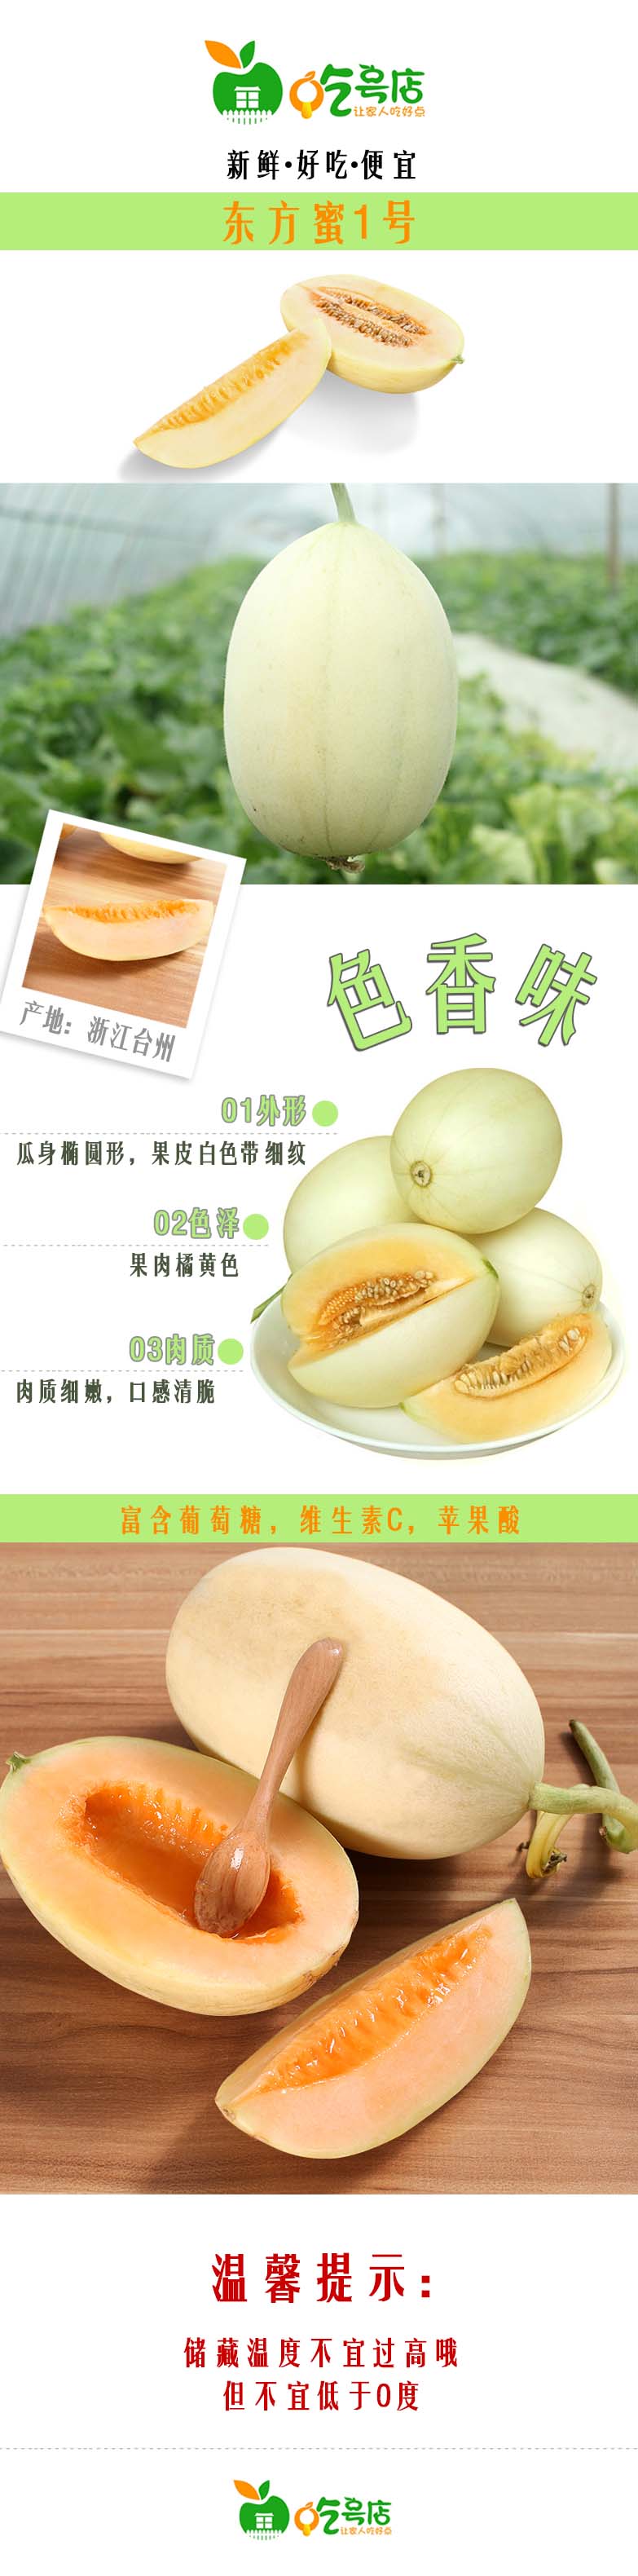 吃号店
让家人吃好点
新鲜·好吃·便宜
东方蜜1号
产地：浙江台州
色香味
01外形
瓜身椭圆形，果皮白色带细纹
02色泽
果肉橘黄色
03肉质
肉质细嫩，口感清脆
富含葡萄糖，维生素C，苹果酸
温馨提示：
储藏温度不宜过高哦
但不宜低于0度
吃号店
让家人吃好点